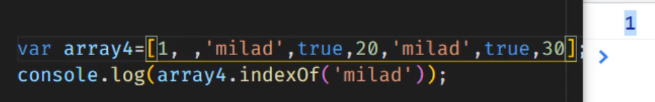 1
var array4=[1, ,'milad',true,20,'milad',true,30];
>
console.log(array4.indexOf('milad'));